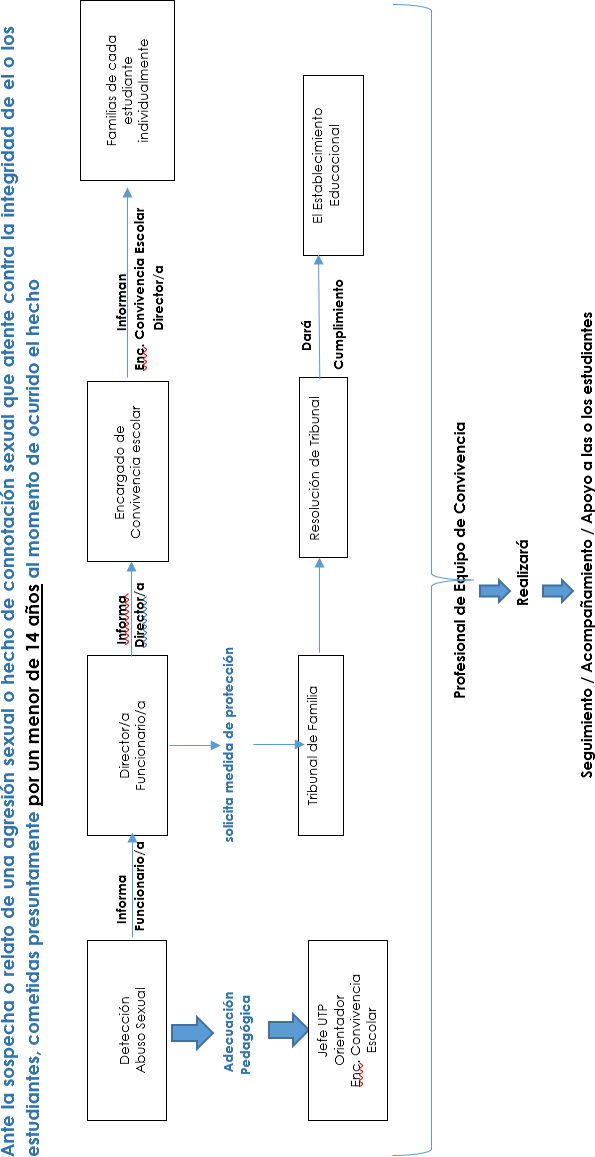 Ante la sospecha o relato de una agresión sexual o hecho de connotación sexual que atente contra la integridad de el o los
estudiantes, cometidas presuntamente por un menor de 14 años al momento de ocurrido el hecho
Detección
Abuso Sexual
Informa
Funcionario/a
Director/a
Funcionario/a
Informa
Director/a
Encargado de
Convivencia escolar
Informan
Enc. Convivencia Escolar
Director/a
Familias de cada
estudiante
individualmente
Adecuación
Pedagógica
Jefe UTP
Orientador
Enc. Convivencia
Escolar
solicita medida de protección
Tribunal de Familia
Resolución de Tribunal
Dará
Cumplimiento
El Establecimiento
Educacional
Profesional de Equipo de Convivencia
Realizará
Seguimiento / Acompañamiento / Apoyo a las o los estudiantes